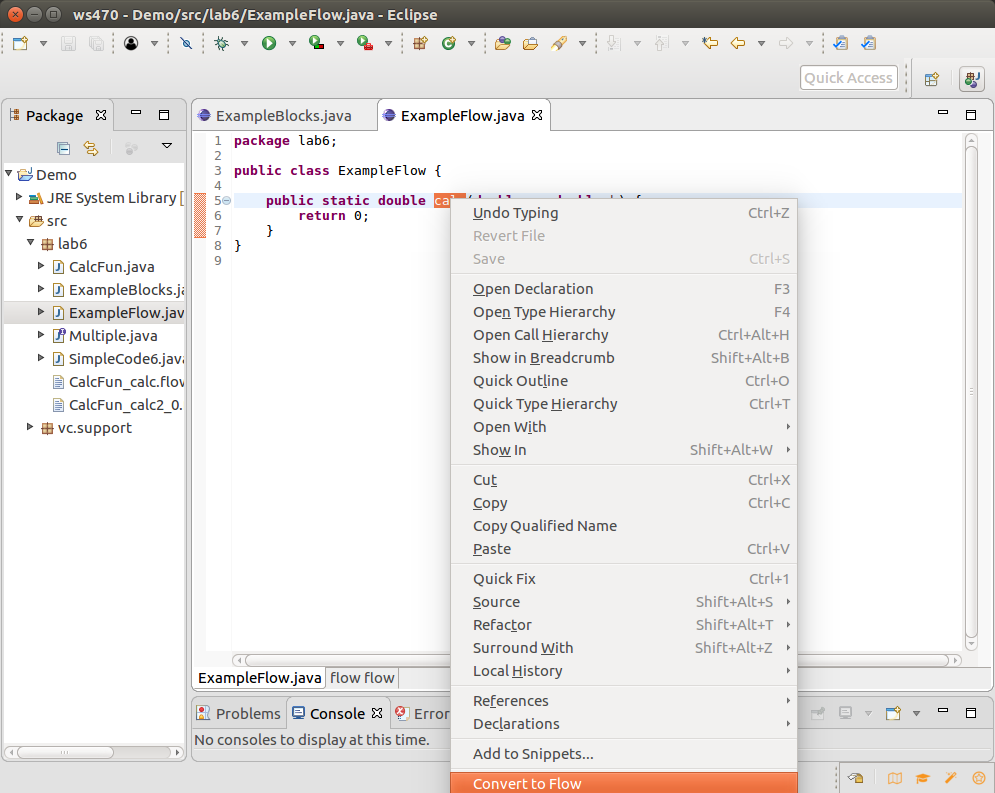 ws470 - Demo/src/lab6/ExampleFlow.java - Eclipse
Quick Access
Package
ExampleBlocks.java
ExampleFlow.java
Demo
JRE System Library [
src
lab6
CalcFun.java
ExampleBlocks.ja
ExampleFlow.jav
Multiple.java
SimpleCode6.java
CalcFun_calc.flow
CalcFun_calc2_0.
vc.support
1 package lab6;
2
3 public class ExampleFlow {
4
5 public static double
6 return 0;
7 }
8 }
9
Undo Typing Ctrl+Z
Revert File
Save Ctrl+S
Open Declaration F3
Open Type Hierarchy F4
Open Call Hierarchy Ctrl+Alt+H
Show in Breadcrumb Shift+Alt+B
Quick Outline Ctrl+O
Quick Type Hierarchy Ctrl+T
Open With
Show In Shift+Alt+W
Cut Ctrl+X
Copy Ctrl+C
Copy Qualified Name
Paste Ctrl+V
Quick Fix Ctrl+1
Source Shift+Alt+S
Refactor Shift+Alt+T
Surround With Shift+Alt+Z
Local History
References
Declarations
Add to Snippets...
Convert to Flow
ExampleFlow.java flow flow
Problems Console Error
No consoles to display at this time.